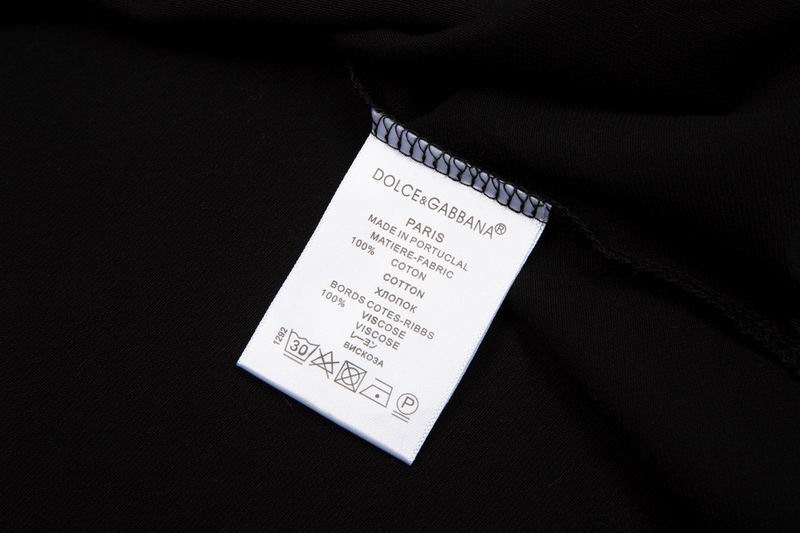 DOLCE&GABBANA®
PARIS
MADE IN PORTUCLAL
MATIERE-FABRIC
100% COTON
COTTON
ХЛОПОК
BORDS COTES-RIBBS
100% VISCOSE
VISCOSE
レーヨン
ВИСКОЗА
1292
30
P